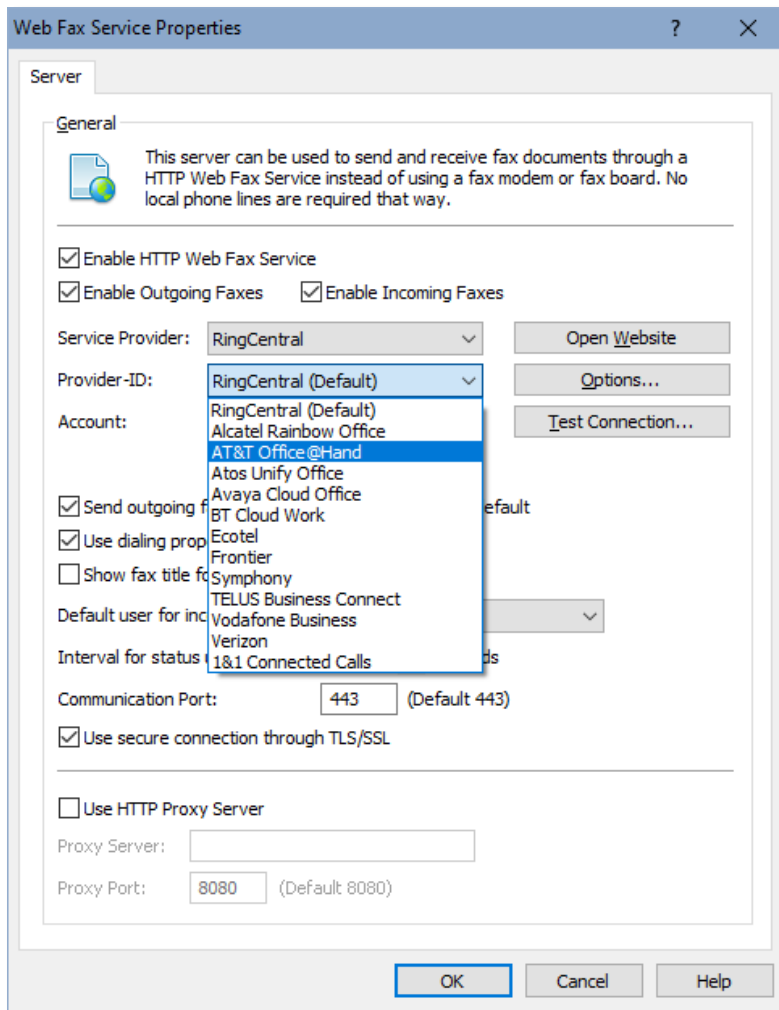 Web Fax Service Properties ? ×
Server
General
This server can be used to send and receive fax documents through a
HTTP Web Fax Service instead of using a fax modem or fax board. No
local phone lines are required that way.
Enable HTTP Web Fax Service
Enable Outgoing Faxes Enable Incoming Faxes
Service Provider: RingCentral Open Website
Provider-ID: RingCentral (Default) Options...
RingCentral (Default)
Account: Test Connection...
Alcatel Rainbow Office
AT&T Office@Hand
Atos Unify Office
Avaya Cloud Office
Send outgoing f efault
BT Cloud Work
Use dialing prop
Ecotel
Frontier
Show fax title fo
Symphony
TELUS Business Connect
Default user for inc
Vodafone Business
Verizon
Interval for status ds
1&1 Connected Calls
Communication Port: 443 (Default 443)
Use secure connection through TLS/SSL
Use HTTP Proxy Server
Proxy Server:
Proxy Port: 8080 (Default 8080)
OK Cancel Help